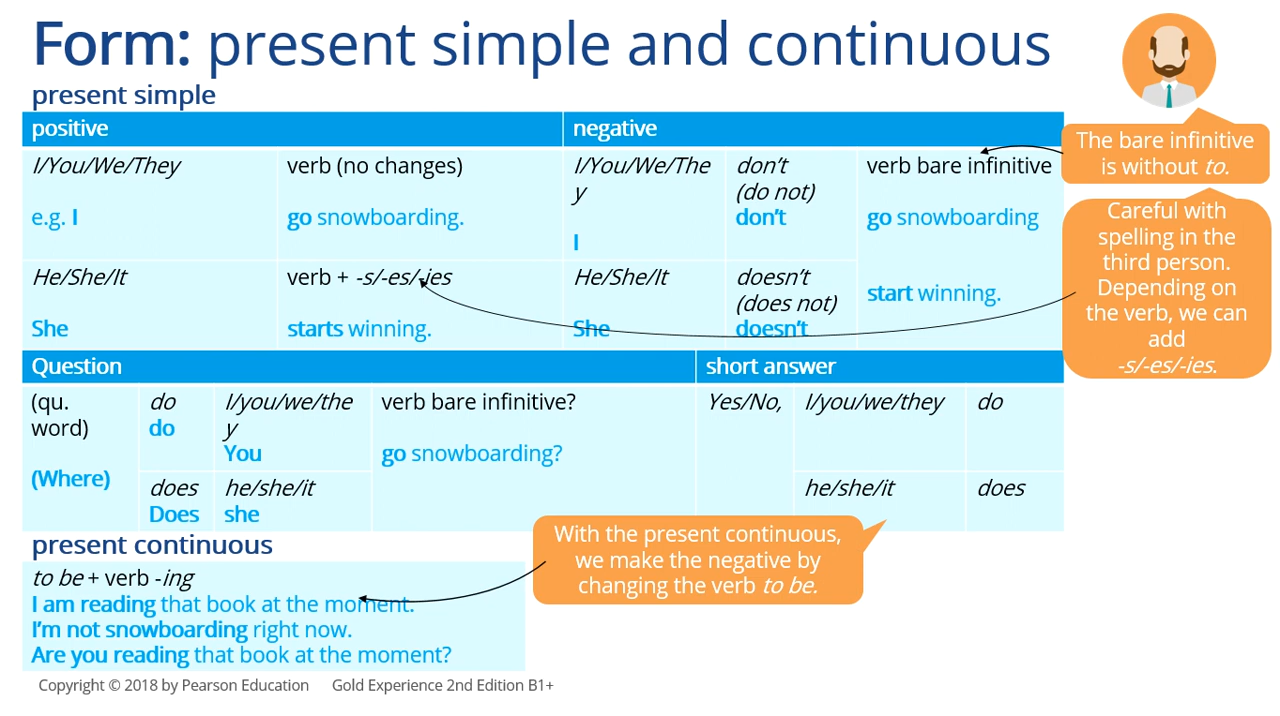 Form: present simple and continuous
present simple
positive
negative
I/You/We/They
verb (no changes)
I/You/We/The
y
don't
(do not)
verb bare infinitive
e.g. I
go snowboarding.
I
don't
go snowboarding
He/She/It
verb + -s/-es/-ies
He/She/It
doesn't
(does not)
She
starts winning.
She
doesn't
start winning.
The bare infinitive
is without to.
Careful with
spelling in the
third person.
Depending on
the verb, we can
add
-s/-es/-ies.
Question
short answer
(qu.
word)
(Where)
do
do
I/you/we/the
y
You
verb bare infinitive?
go snowboarding?
does
Does
he/she/it
she
Yes/No,
I/you/we/they
do
he/she/it
does
present continuous
to be + verb -ing
I am reading that book at the moment.
I'm not snowboarding right now.
Are you reading that book at the moment?
With the present continuous,
we make the negative by
changing the verb to be.
Copyright © 2018 by Pearson Education
Gold Experience 2nd Edition B1+